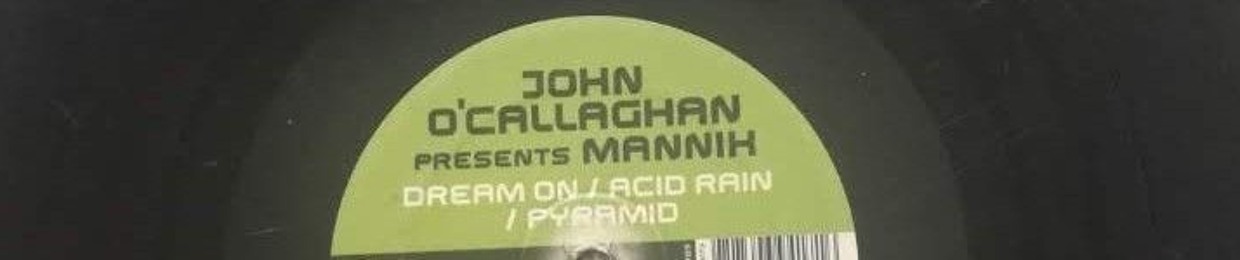 JOHN
O'CALLAGHAN
PRESENTS MANNIX
DREAM ON / ACID RAIN
/ PYRAMID